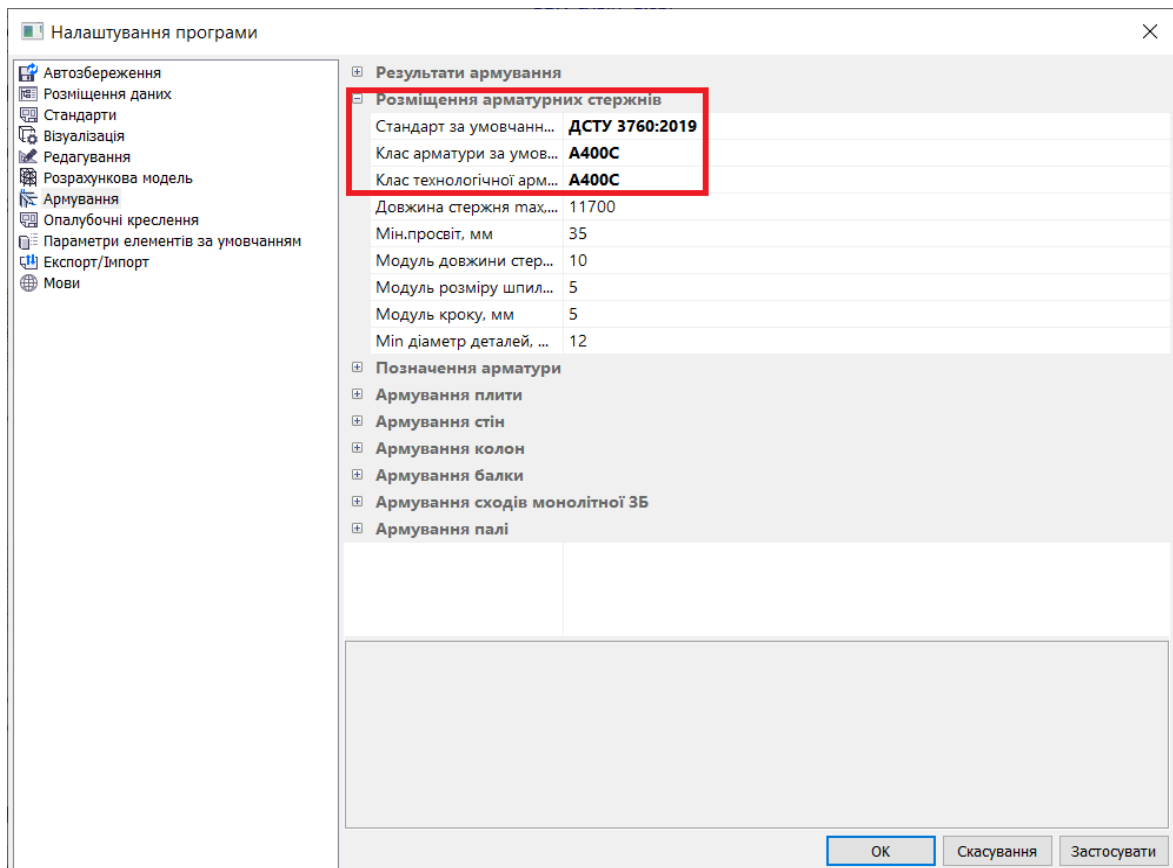 Налаштування програми
Автозбереження
Розміщення даних
Стандарти
Візуалізація
Редагування
Розрахункова модель
Армування
Опалубочні креслення
Параметри елементів за умовчанням
Експорт/Імпорт
Мови
Результати армування
Розміщення арматурних стержнів
Стандарт за умовчанн... ДСТУ 3760:2019
Клас арматури за умов... A400C
Клас технологічної арм... A400C
Довжина стержня max,... 11700
Мін.просвіт, мм 35
Модуль довжини стер... 10
Модуль розміру шпил... 5
Модуль кроку, мм 5
Min діаметр деталей, ... 12
Позначення арматури
Армування плити
Армування стін
Армування колон
Армування балки
Армування сходів монолітної ЗБ
Армування палі
ОК Скасування Застосувати